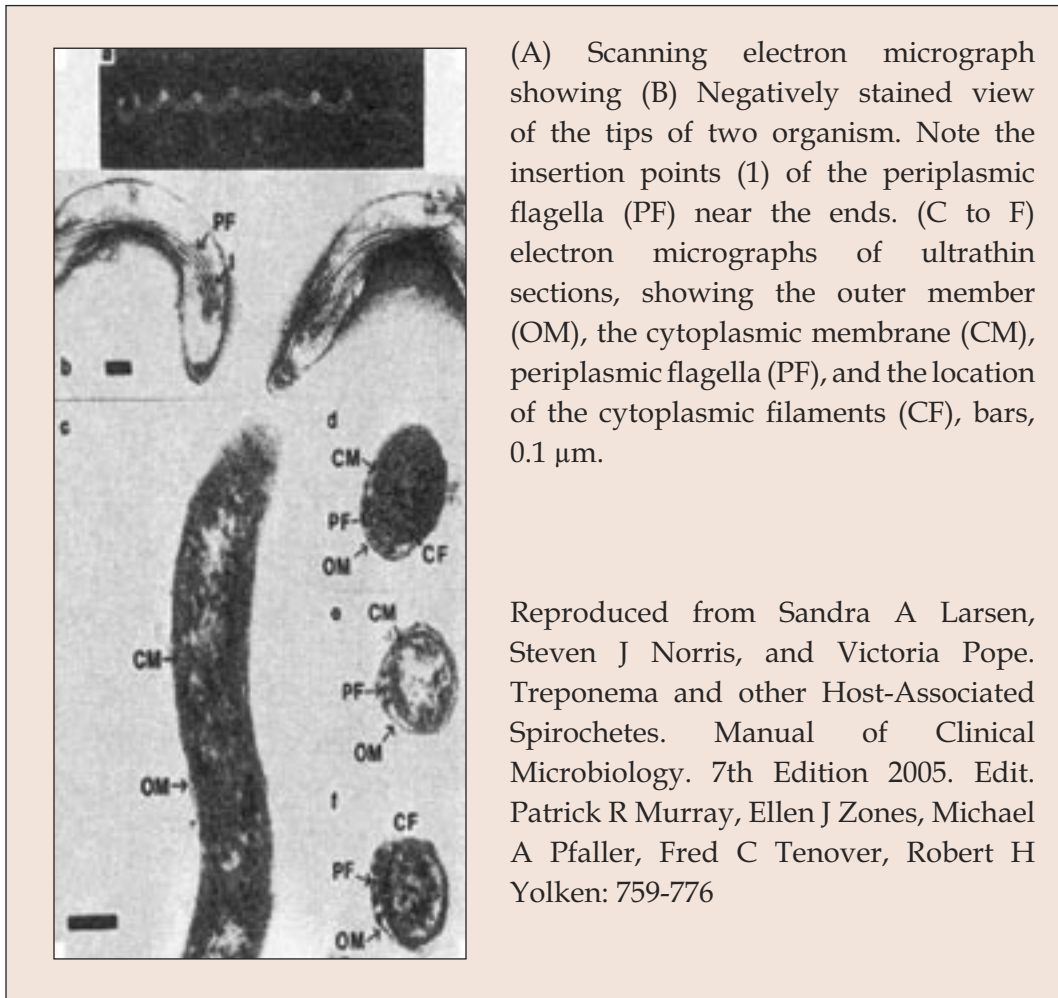 a
PF
1
b
c
d
CM
PF
OM
CF
e
CM
PF
OM
CM
OM
f
CF
PF
OM
(A) Scanning electron micrograph
showing (B) Negatively stained view
of the tips of two organism. Note the
insertion points (1) of the periplasmic
flagella (PF) near the ends. (C to F)
electron micrographs of ultrathin
sections, showing the outer member
(OM), the cytoplasmic membrane (CM),
periplasmic flagella (PF), and the location
of the cytoplasmic filaments (CF), bars,
0.1 µm.
Reproduced from Sandra A Larsen,
Steven J Norris, and Victoria Pope.
Treponema and other Host-Associated
Spirochetes. Manual of Clinical
Microbiology. 7th Edition 2005. Edit.
Patrick R Murray, Ellen J Zones, Michael
A Pfaller, Fred C Tenover, Robert H
Yolken: 759-776